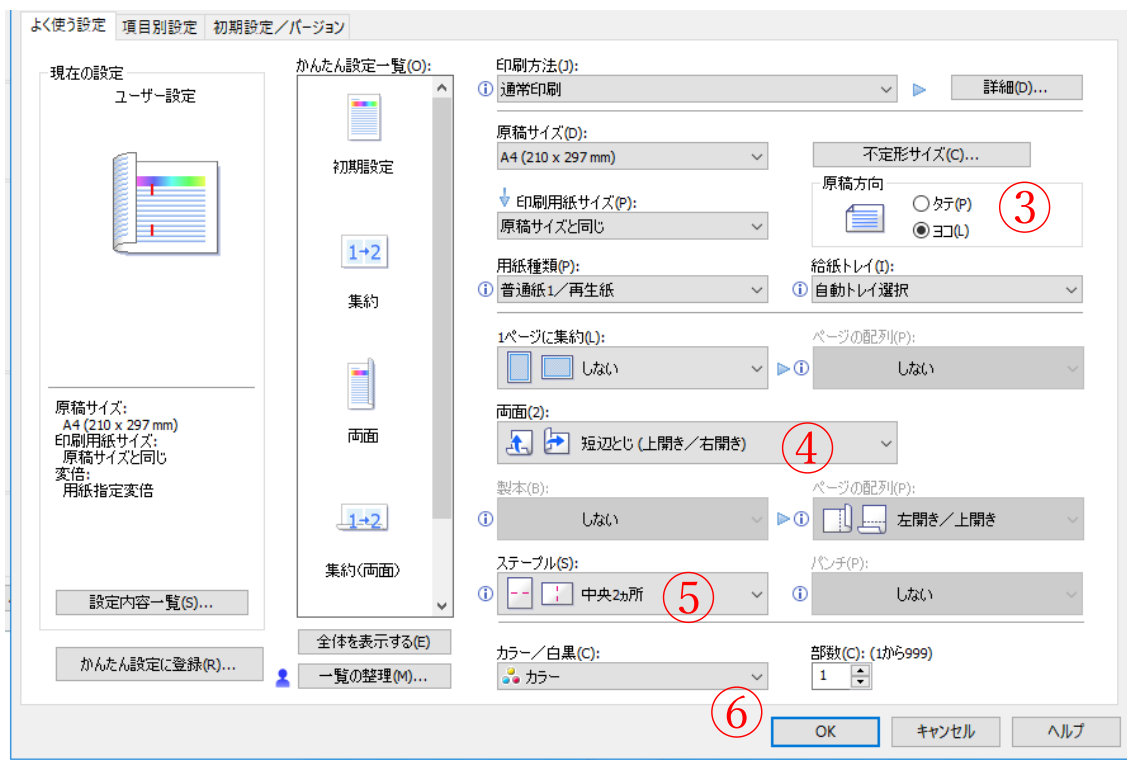 よく使う設定
項目別設定
初期設定／バージョン
現在の設定
ユーザー設定
原稿サイズ:
A4 (210 x 297 mm)
印刷用紙サイズ:
原稿サイズと同じ
変倍:
用紙指定変倍
設定内容一覧(S)...
かんたん設定に登録(R)...
かんたん設定一覧(O):
初期設定
1→2
集約
両面
1→2
集約(両面)
全体を表示する(E)
一覧の整理(M)...
印刷方法(J):
通常印刷
詳細(D)...
原稿サイズ(D):
A4 (210 x 297 mm)
不定形サイズ(C)...
印刷用紙サイズ(P):
原稿サイズと同じ
原稿方向
タテ(P)
ヨコ(L)
③
用紙種類(P):
普通紙1／再生紙
給紙トレイ(I):
自動トレイ選択
1ページに集約(L):
しない
ページの配列(P):
しない
両面(2):
短辺とじ (上開き／右開き)
④
製本(B):
しない
ページの配列(P):
左開き／上開き
ステープル(S):
中央2ヵ所
⑤
パンチ(P):
しない
カラー／白黒(C):
カラー
部数(C): (1から999)
1
⑥
OK
キャンセル
ヘルプ